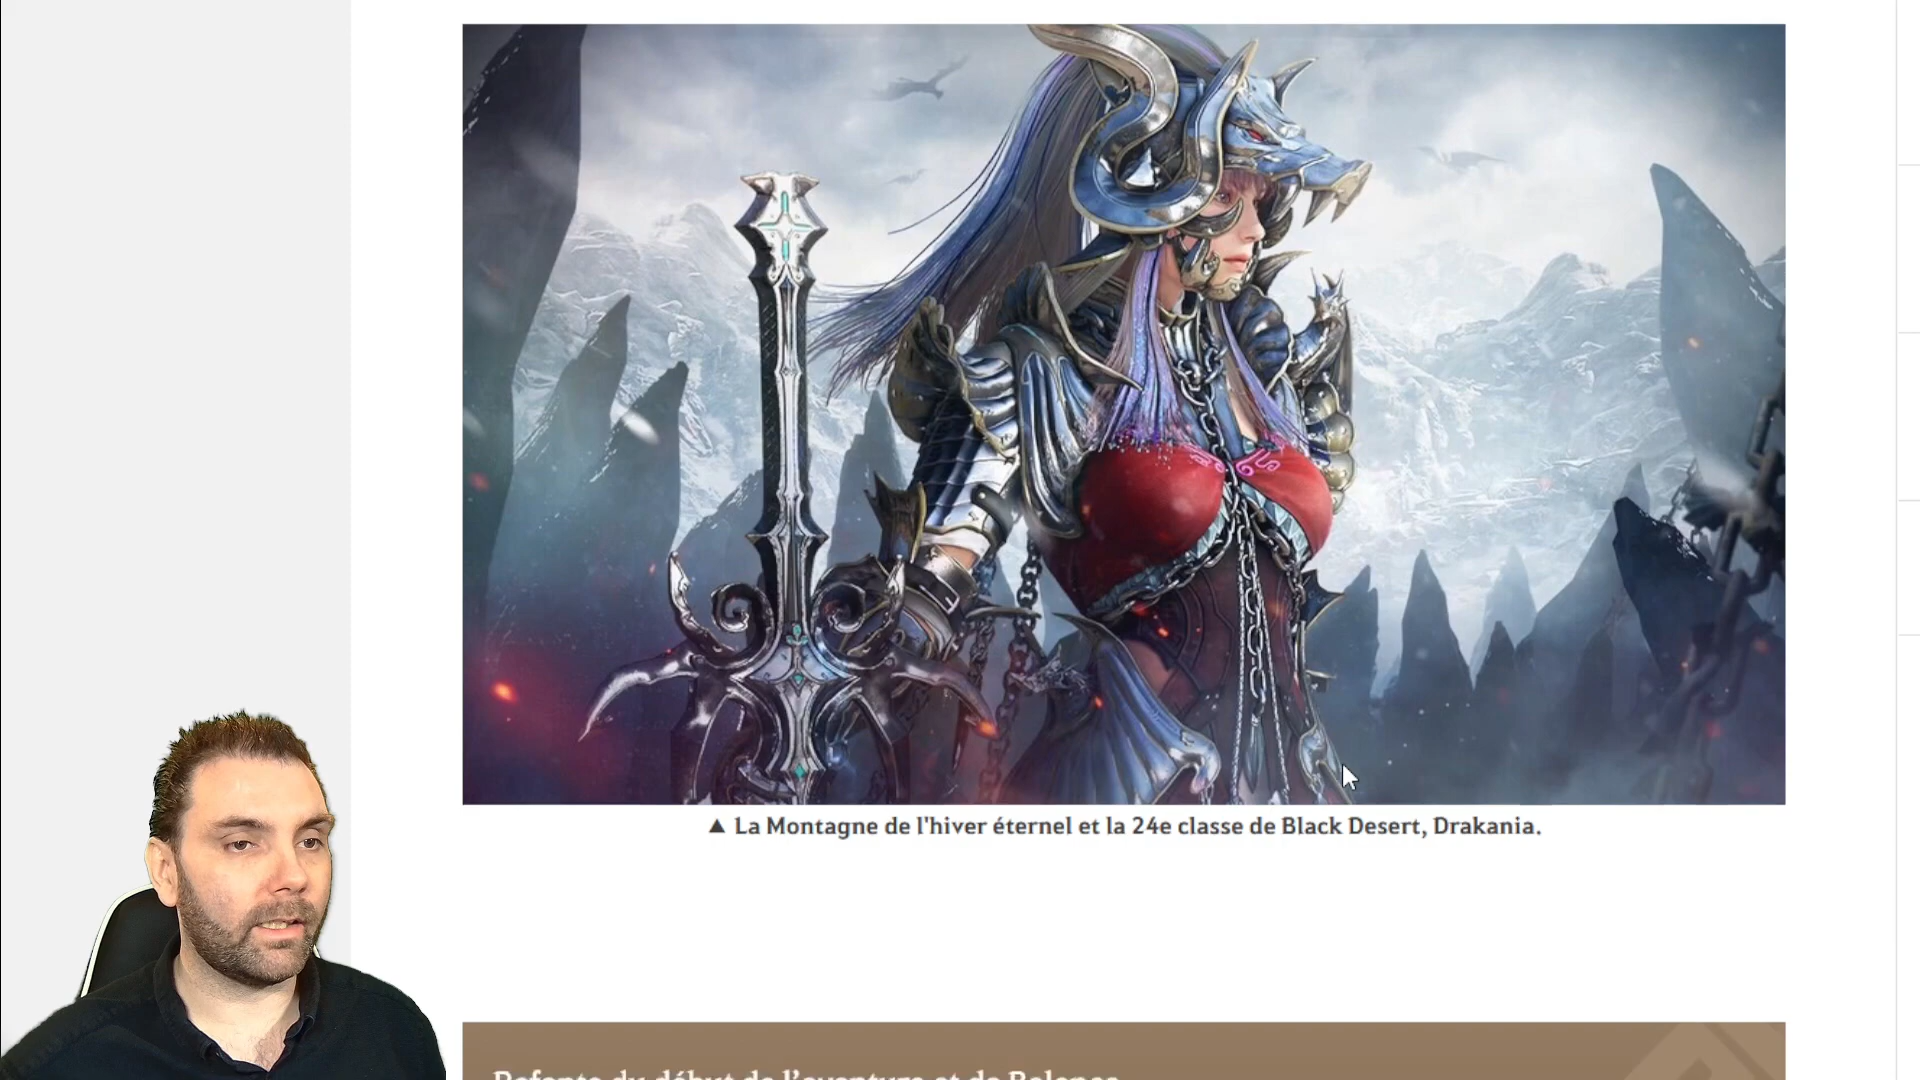 ▲ La Montagne de l'hiver éternel et la 24e classe de Black Desert, Drakania.
Refonte du début de l'aventure et de Balenos